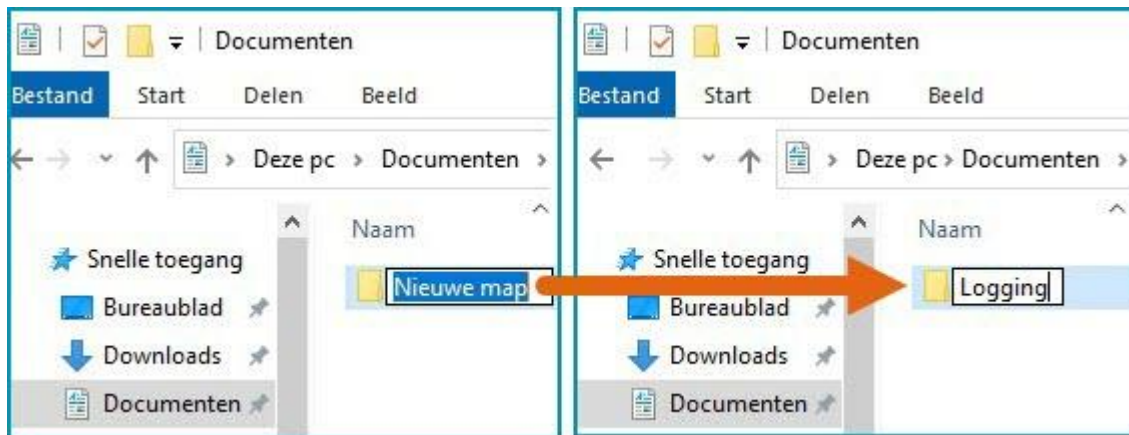 Documenten
Bestand Start Delen Beeld
Deze pc > Documenten >
Naam
Snelle toegang
Nieuwe map
Bureaublad
Downloads
Documenten
Documenten
Bestand Start Delen Beeld
Deze pc > Documenten >
Naam
Snelle toegang
Logging
Bureaublad
Downloads
Documenten